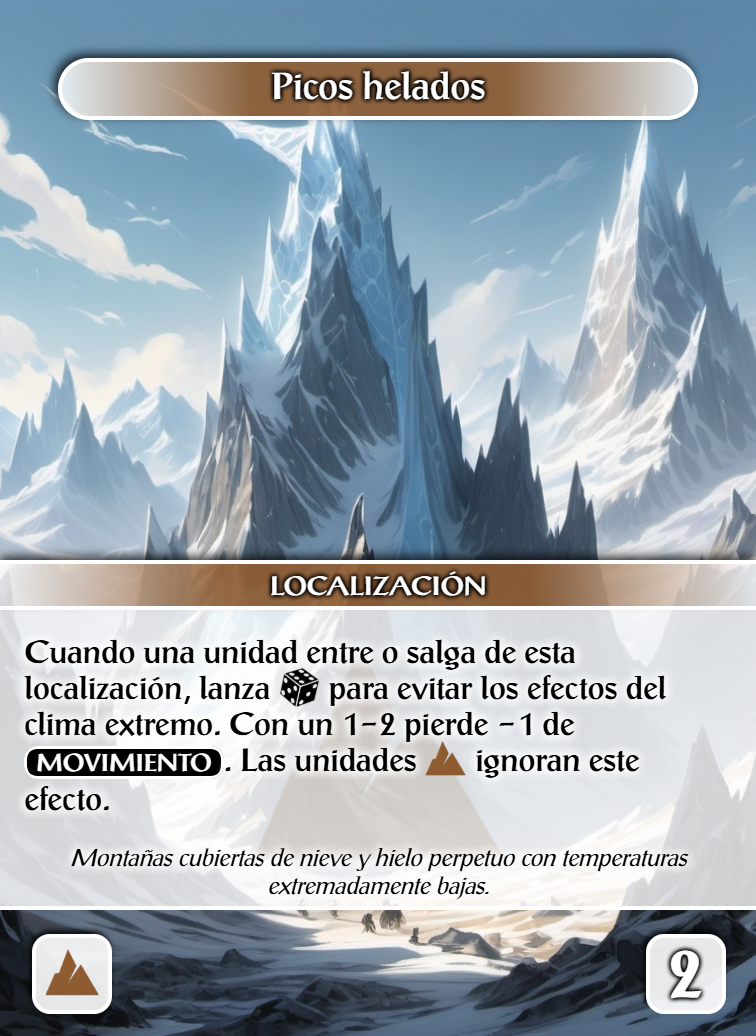 Picos helados
LOCALIZACIÓN
Cuando una unidad entre o salga de esta
localización, lanza para evitar los efectos del
clima extremo. Con un 1-2 pierde -1 de
MOVIMIENTO. Las unidades ignoran este
efecto.
Montañas cubiertas de nieve y hielo perpetuo con temperaturas
extremadamente bajas.
2